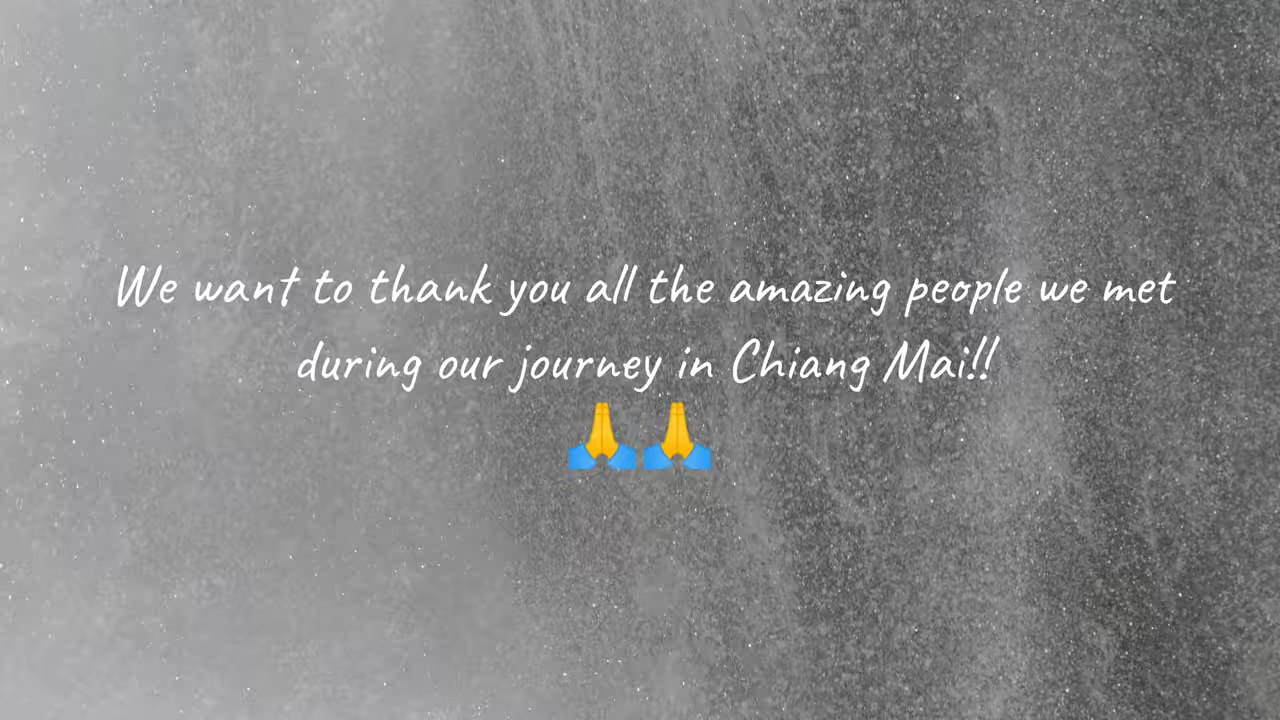 We want to thank you all the amazing people we met
during our journey in Chiang Mai!!
🙏🙏